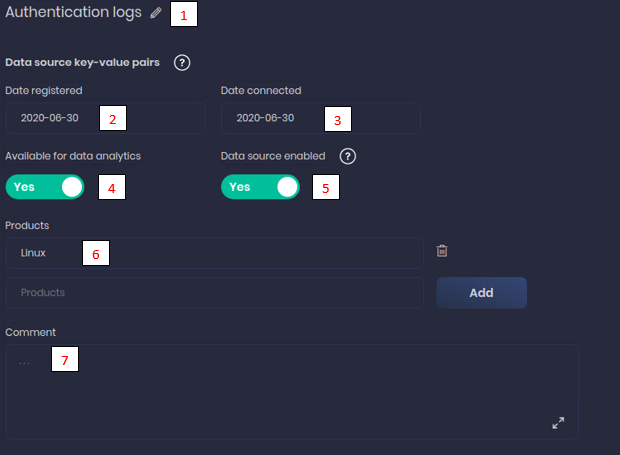 Authentication logs 1
Data source key-value pairs ?
Date registered Date connected
2020-06-30 2 2020-06-30 3
Available for data analytics Data source enabled ?
Yes 4 Yes 5
Products
Linux 6
Products Add
Comment
... 7